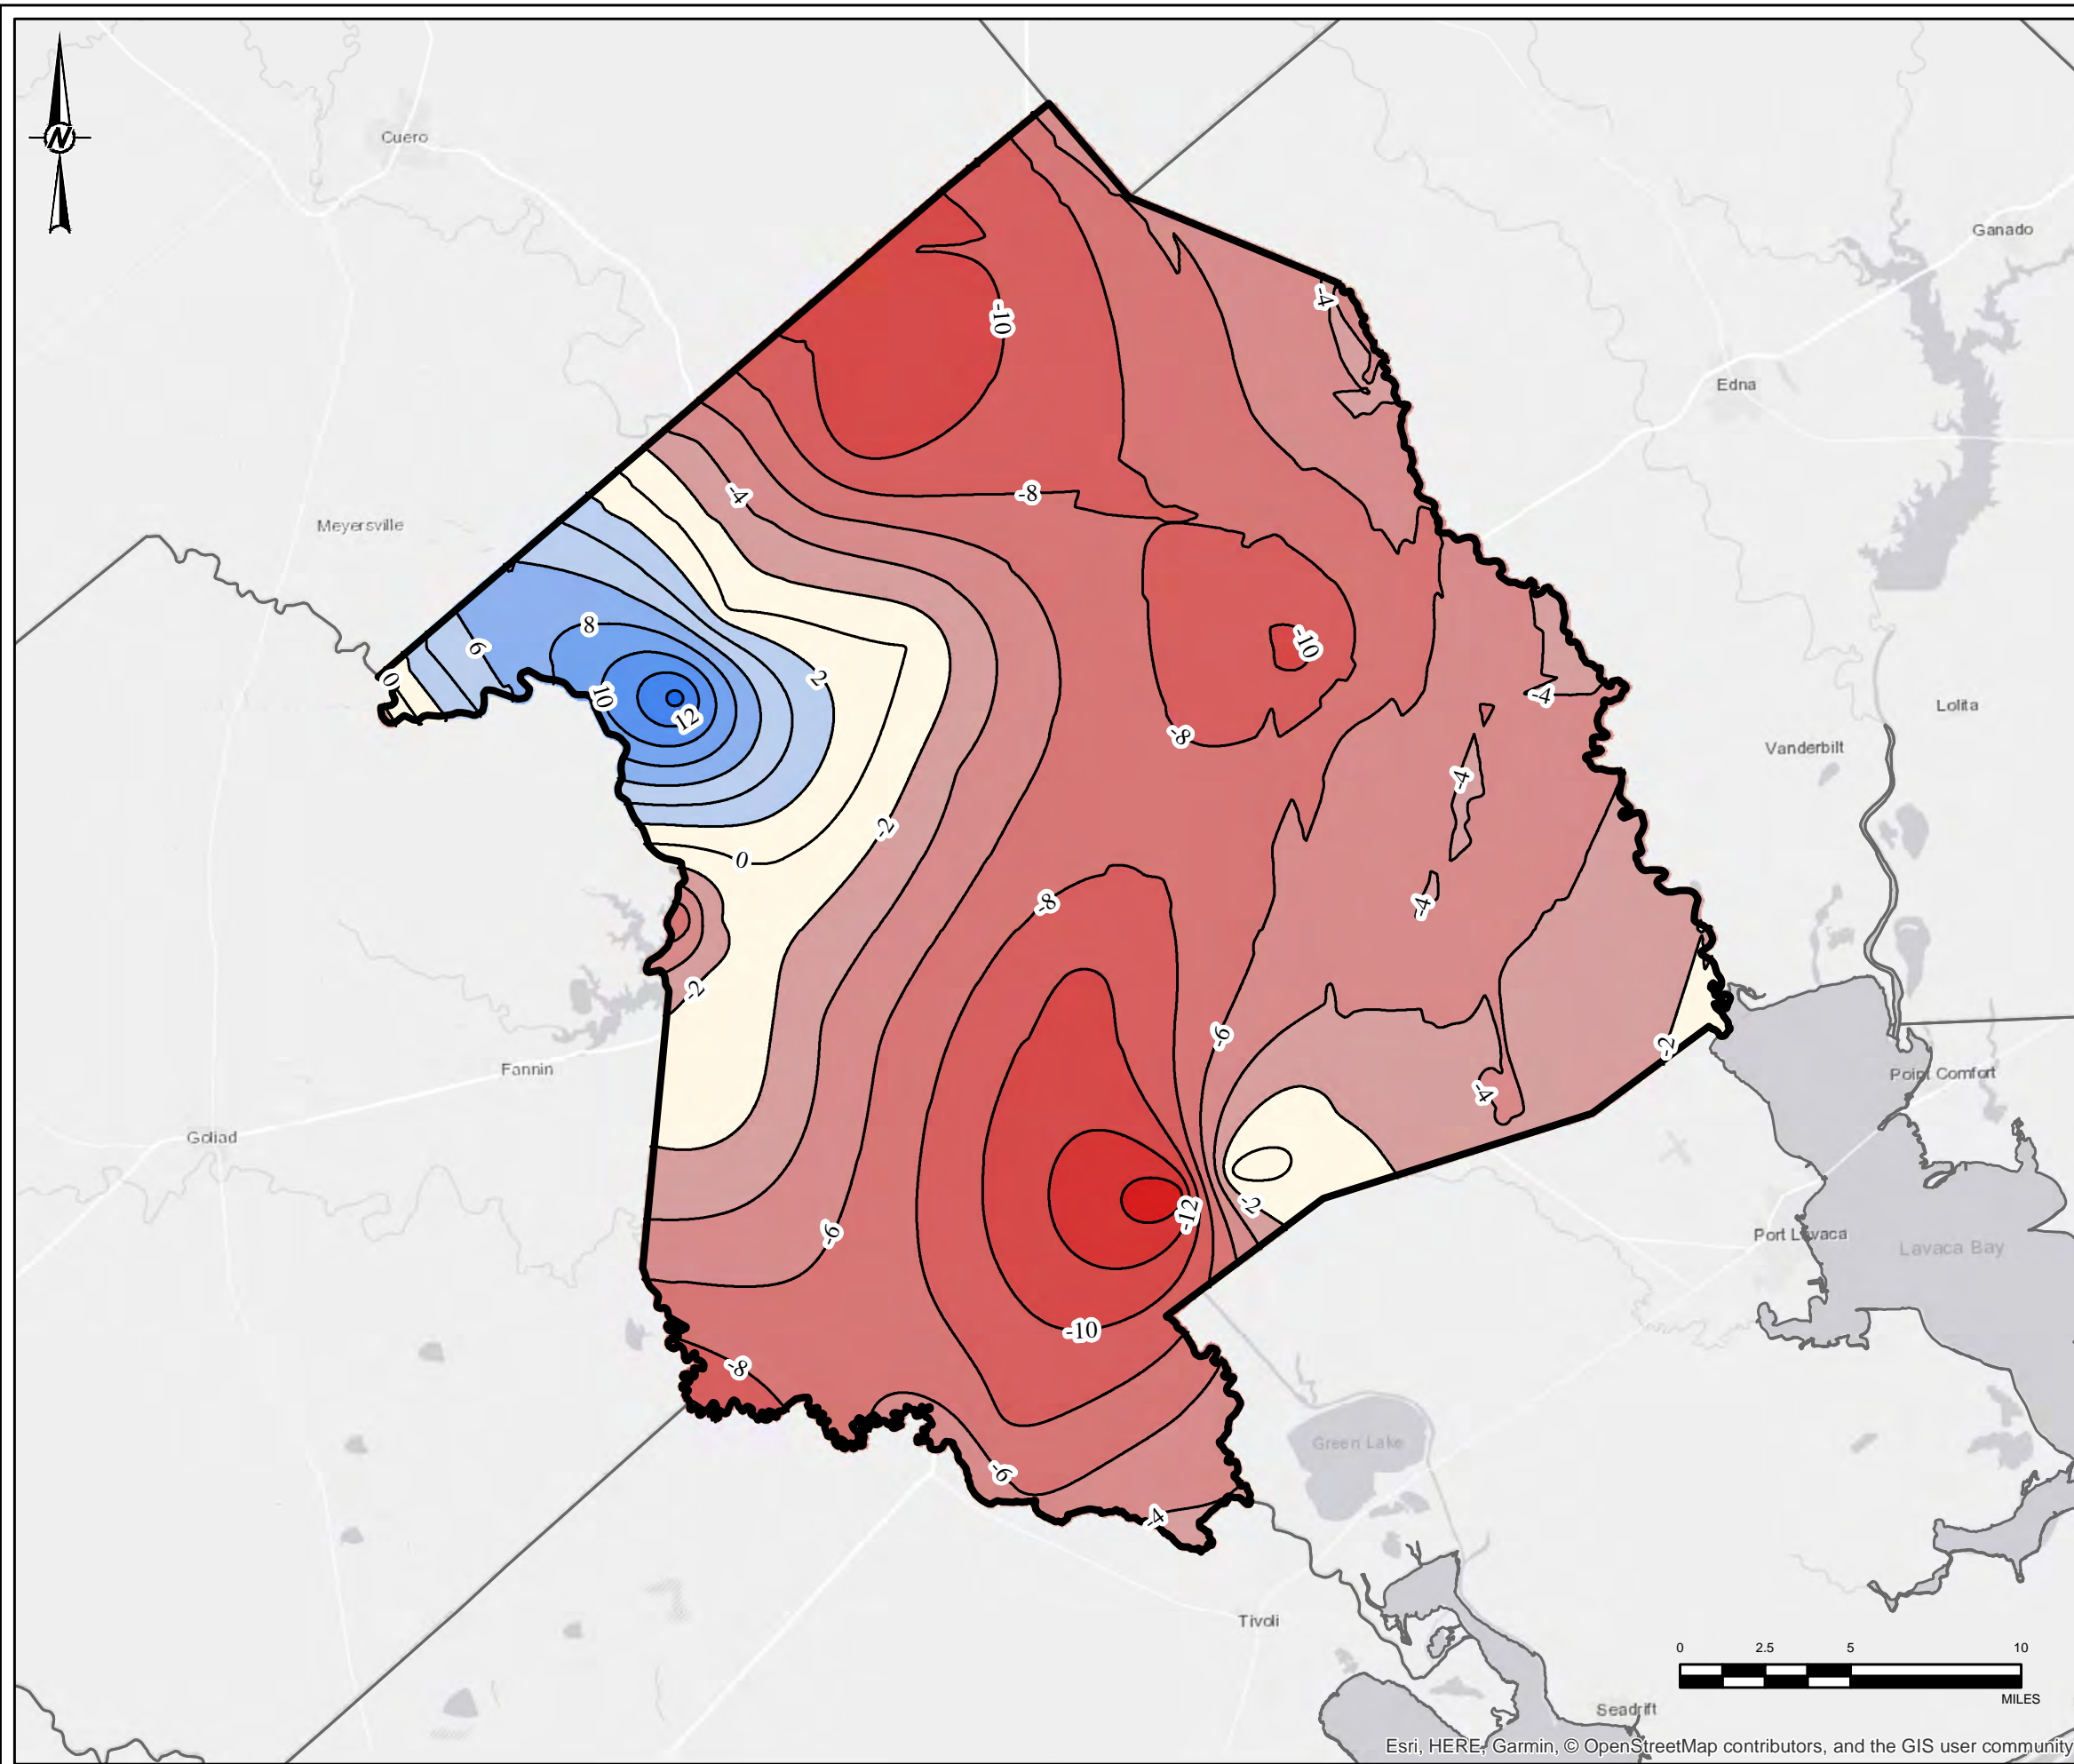 N
Cuero
Ganado
-4
-10
Edna
-4
-8
Meyersville
8
6
-10
0
2
10
-4
12
Lolita
-8
Vanderbilt
-4
-2
0
-8
-4
-2
-6
-2
Fannin
Point Comfort
-4
Goliad
-2
-12
-6
Port Lavaca
Lavaca Bay
-10
-8
Green Lake
-6
-4
Tivoli
0 2.5 5 10
MILES
Seadrift
Esri, HERE, Garmin, © OpenStreetMap contributors, and the GIS user community